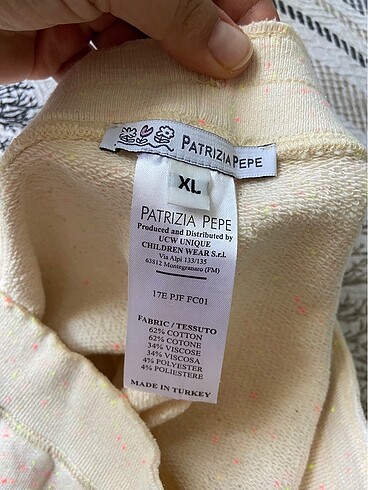 PATRIZIA PEPE
XL
PATRIZIA PEPE
Produced and Distributed by
UCW UNIQUE
CHILDREN WEAR S.r.l.
Via Alpi 133/135
63812 Montegranaro (FM)
17E PJF FC01
FABRIC / TESSUTO
62% COTTON
62% COTONE
34% VISCOSE
34% VISCOSA
4% POLYESTER
4% POLIESTERE
MADE IN TURKEY